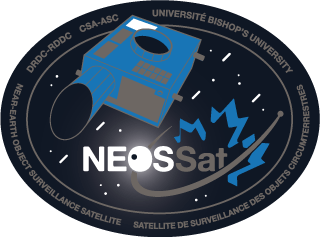 DRDC-RDDC CSA-ASC UNIVERSITÉ BISHOP'S UNIVERSITY
NEOSSat
NEAR-EARTH OBJECT SURVEILLANCE SATELLITE
SATELLITE DE SURVEILLANCE DES OBJETS CIRCUMTERRESTRES